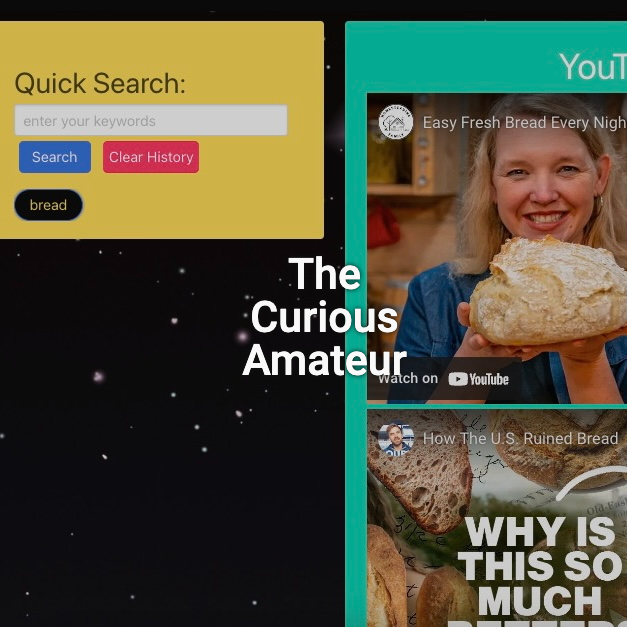 Quick Search:
enter your keywords
Search
Clear History
bread
The
Curious
Amateur
YouT
Easy Fresh Bread Every Nigh
Watch on YouTube
How The U.S. Ruined Bread
WHY IS
THIS SO
MUCH